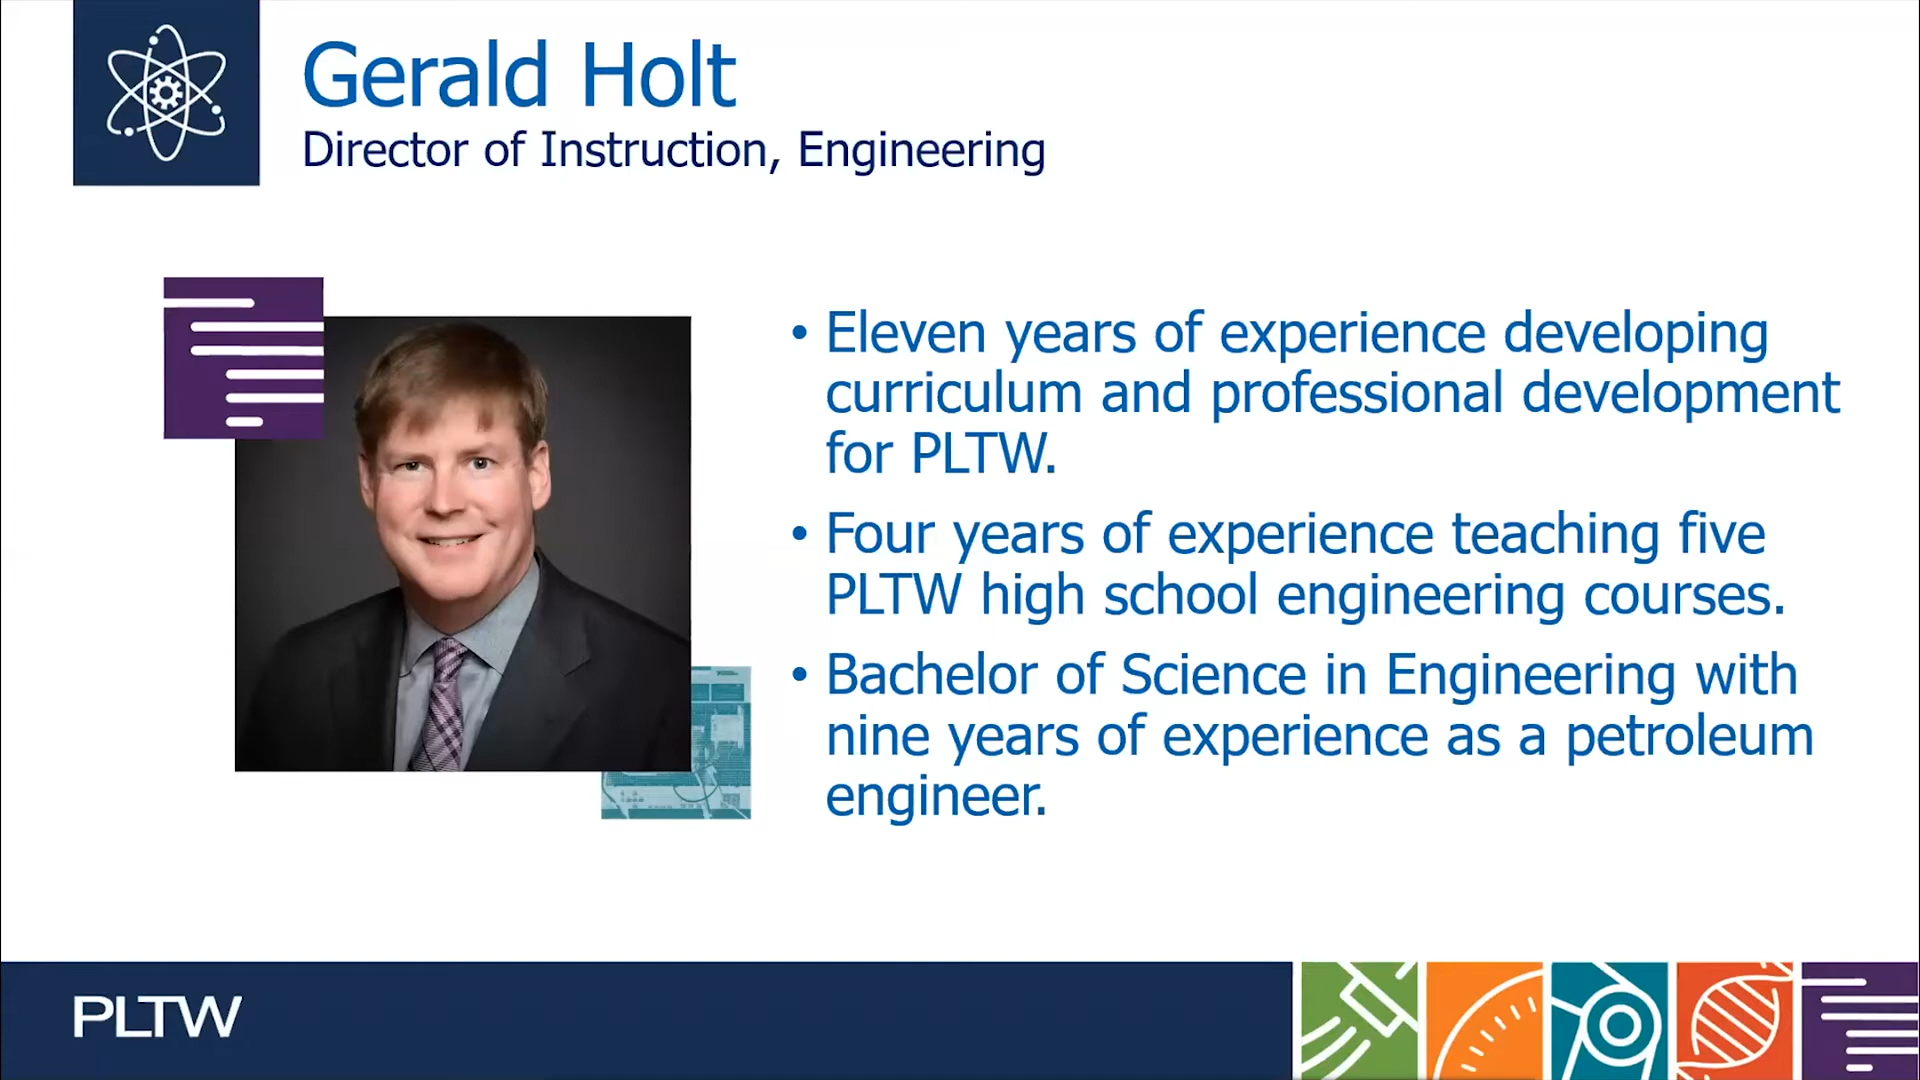 Gerald Holt
Director of Instruction, Engineering
• Eleven years of experience developing
curriculum and professional development
for PLTW.
• Four years of experience teaching five
PLTW high school engineering courses.
• Bachelor of Science in Engineering with
nine years of experience as a petroleum
engineer.
PLTW